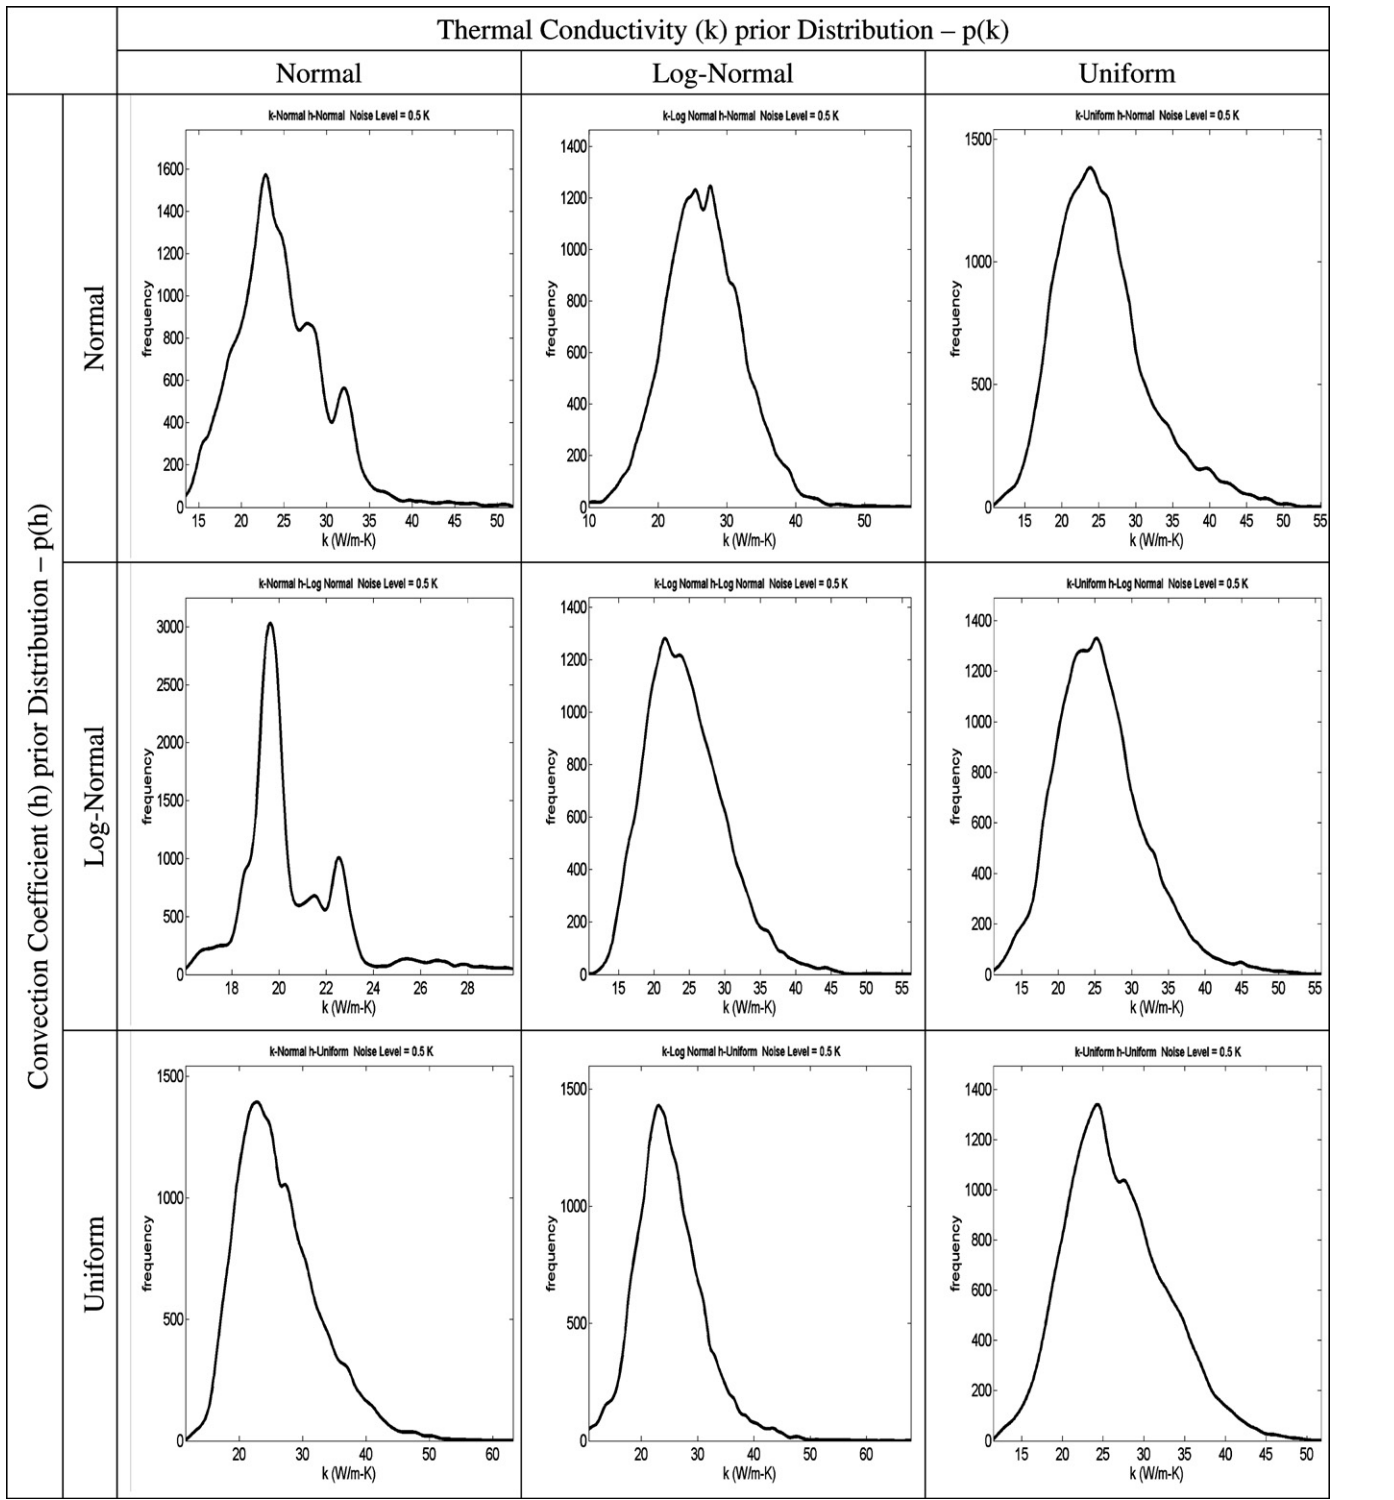 Thermal Conductivity (k) prior Distribution – p(k)
Normal
Log-Normal
Uniform
Convection Coefficient (h) prior Distribution – p(h)
Normal
k-Normal h-Normal Noise Level = 0.5 K
frequency
1600
1400
1200
1000
800
600
400
200
0
15 20 25 30 35 40 45 50
k (W/m-K)
k-Log Normal h-Normal Noise Level = 0.5 K
frequency
1400
1200
1000
800
600
400
200
0
10 20 30 40 50
k (W/m-K)
k-Uniform h-Normal Noise Level = 0.5 K
frequency
1500
1000
500
0
15 20 25 30 35 40 45 50 55
k (W/m-K)
Log-Normal
k-Normal h-Log Normal Noise Level = 0.5 K
frequency
3000
2500
2000
1500
1000
500
0
18 20 22 24 26 28
k (W/m-K)
k-Log Normal h-Log Normal Noise Level = 0.5 K
frequency
1400
1200
1000
800
600
400
200
0
15 20 25 30 35 40 45 50 55
k (W/m-K)
k-Uniform h-Log Normal Noise Level = 0.5 K
frequency
1400
1200
1000
800
600
400
200
0
15 20 25 30 35 40 45 50 55
k (W/m-K)
Uniform
k-Normal h-Uniform Noise Level = 0.5 K
frequency
1500
1000
500
0
20 30 40 50 60
k (W/m-K)
k-Log Normal h-Uniform Noise Level = 0.5 K
frequency
1500
1000
500
0
20 30 40 50 60
k (W/m-K)
k-Uniform h-Uniform Noise Level = 0.5 K
frequency
1400
1200
1000
800
600
400
200
0
15 20 25 30 35 40 45 50
k (W/m-K)